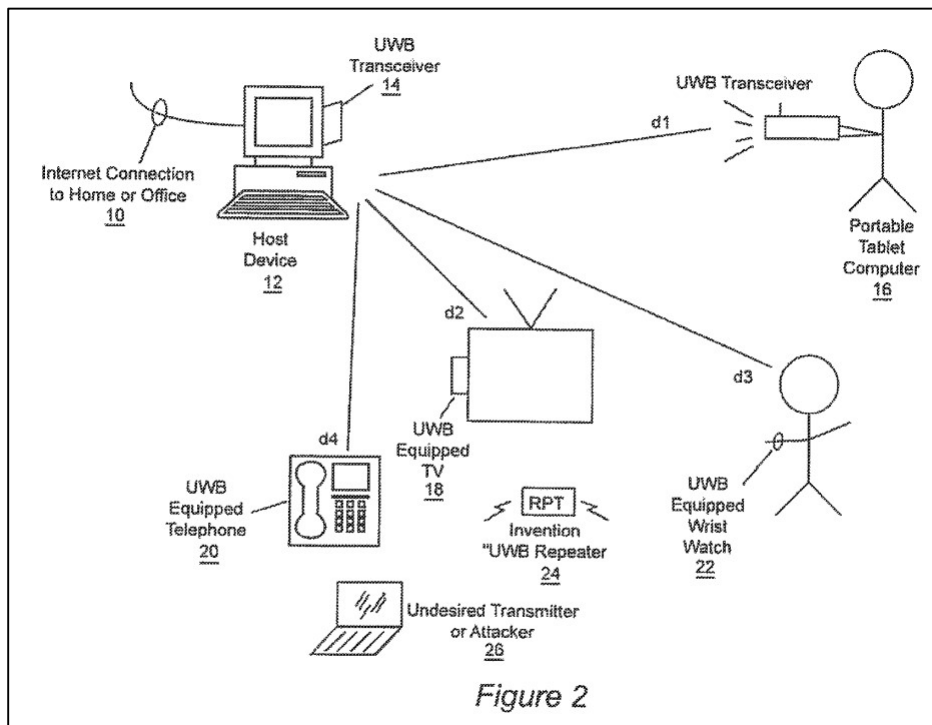 UWB
Transceiver
14
Internet Connection
to Home or Office
10
Host
Device
12
d1
UWB Transceiver
Portable
Tablet
Computer
16
d2
UWB
Equipped
TV
18
d3
UWB
Equipped
Wrist
Watch
22
d4
UWB
Equipped
Telephone
20
RPT
Invention
"UWB Repeater
24
Undesired Transmitter
or Attacker
26
Figure 2